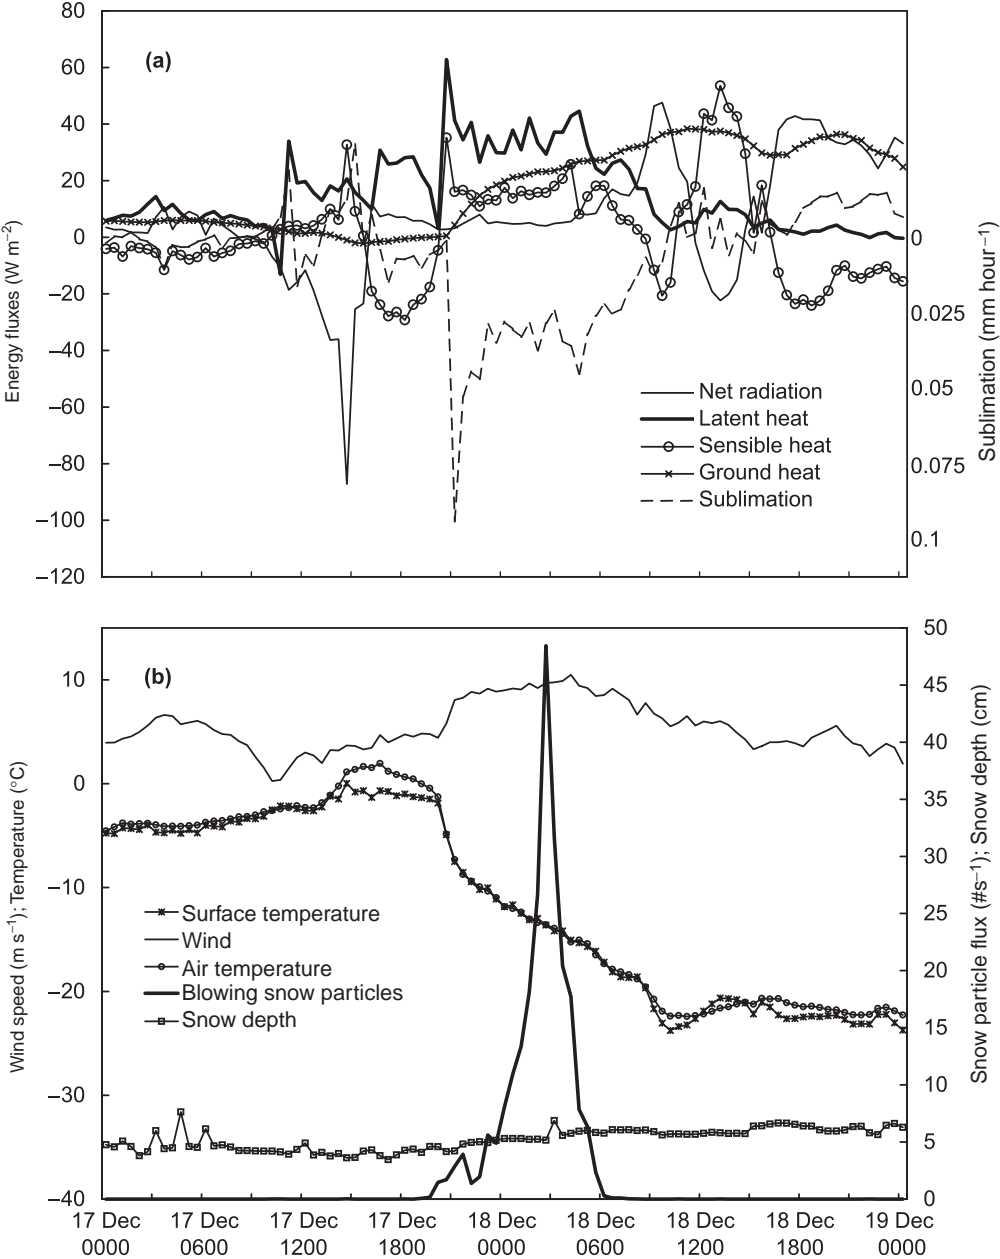 80
60
40
20
0
–20
–40
–60
–80
–100
–120
Energy fluxes (W m⁻²)
(a)
Net radiation
Latent heat
Sensible heat
Ground heat
Sublimation
0
0.025
0.05
0.075
0.1
Sublimation (mm hour⁻¹)
10
0
–10
–20
–30
–40
Wind speed (m s⁻¹); Temperature (°C)
(b)
Surface temperature
Wind
Air temperature
Blowing snow particles
Snow depth
50
45
40
35
30
25
20
15
10
5
0
Snow particle flux (#s⁻¹); Snow depth (cm)
17 Dec 17 Dec 17 Dec 17 Dec 18 Dec 18 Dec 18 Dec 18 Dec 19 Dec
0000 0600 1200 1800 0000 0600 1200 1800 0000